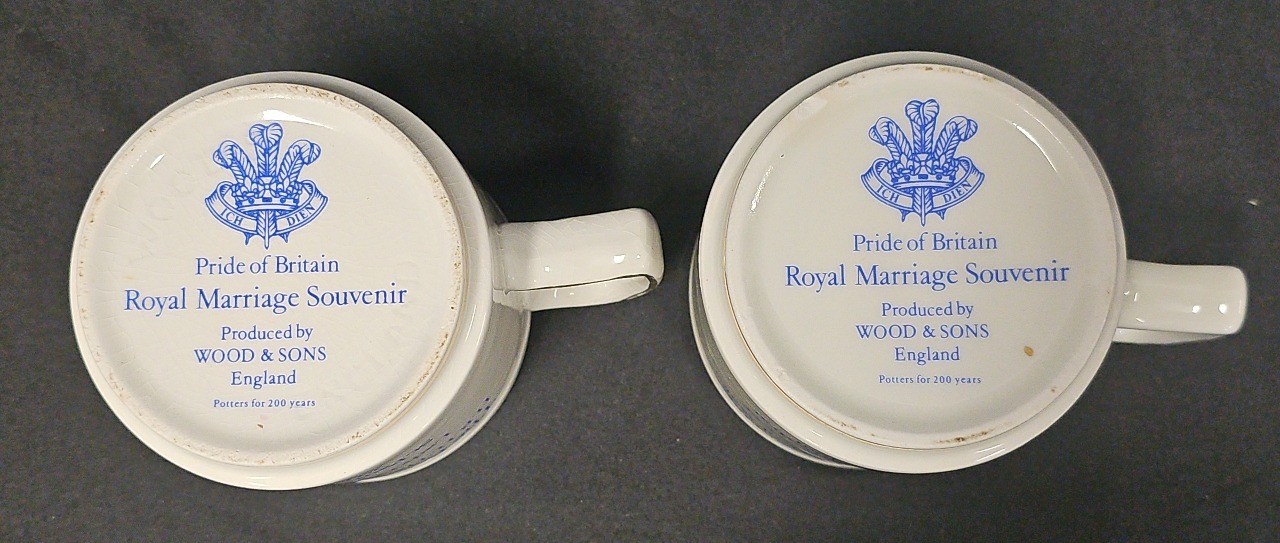 ICH DIEN
Pride of Britain
Royal Marriage Souvenir
Produced by
WOOD & SONS
England
Potters for 200 years
ICH DIEN
Pride of Britain
Royal Marriage Souvenir
Produced by
WOOD & SONS
England
Potters for 200 years